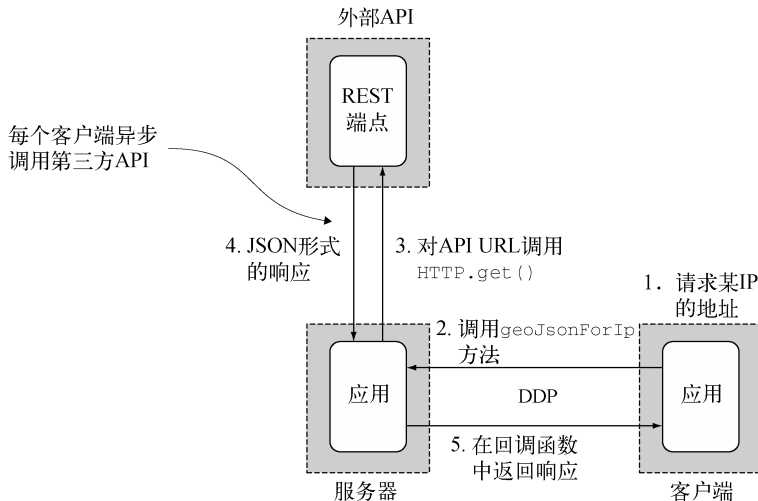 外部API
REST
端点
每个客户端异步
调用第三方API
4. JSON形式
的响应
3. 对API URL调用
HTTP.get()
1. 请求某IP
的地址
2. 调用geoJsonForIp
方法
应用
DDP
应用
5. 在回调函数
中返回响应
服务器
客户端